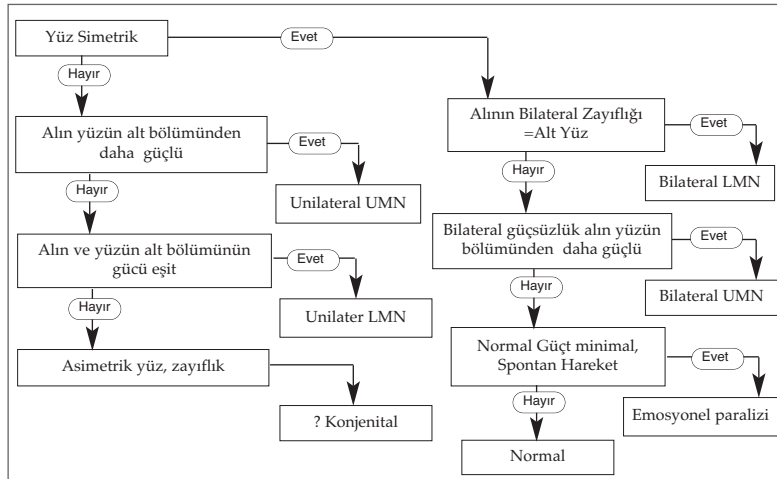 Yüz Simetrik
Evet
Hayır
Alın yüzün alt bölümünden
daha güçlü
Evet
Unilateral UMN
Hayır
Alın ve yüzün alt bölümünün
gücü eşit
Evet
Unilater LMN
Hayır
Asimetrik yüz, zayıflık
? Konjenital
Alının Bilateral Zayıflığı
=Alt Yüz
Evet
Bilateral LMN
Hayır
Bilateral güçsüzlük alın yüzün
bölümünden daha güçlü
Evet
Bilateral UMN
Hayır
Normal Güçt minimal,
Spontan Hareket
Evet
Emosyonel paralizi
Hayır
Normal